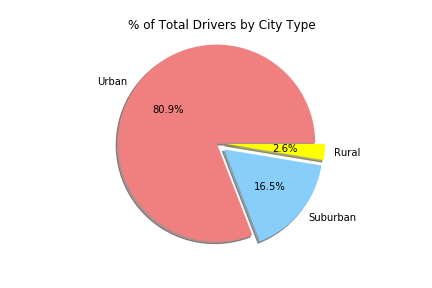 % of Total Drivers by City Type
Urban
80.9%
2.6%
Rural
16.5%
Suburban